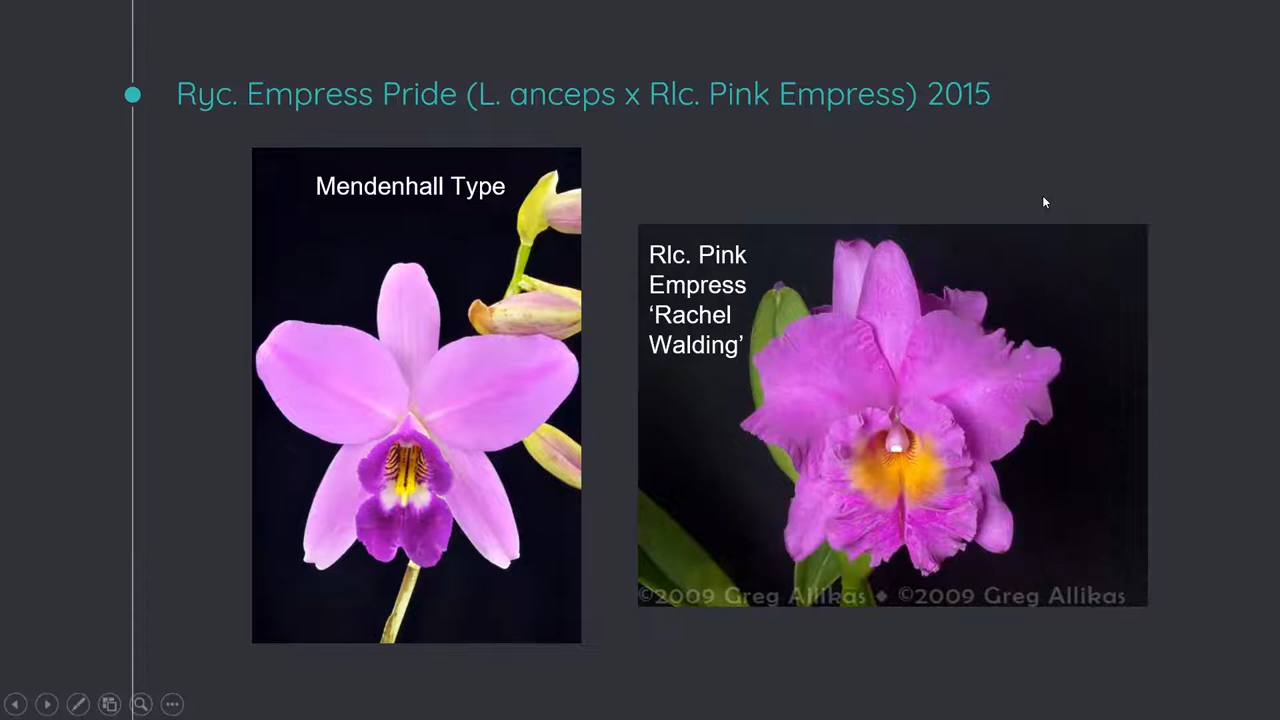 Ryc. Empress Pride (L. anceps x Rlc. Pink Empress) 2015
Mendenhall Type
Rlc. Pink
Empress
‘Rachel
Walding’
©2009 Greg Allikas ♦ ©2009 Greg Allikas